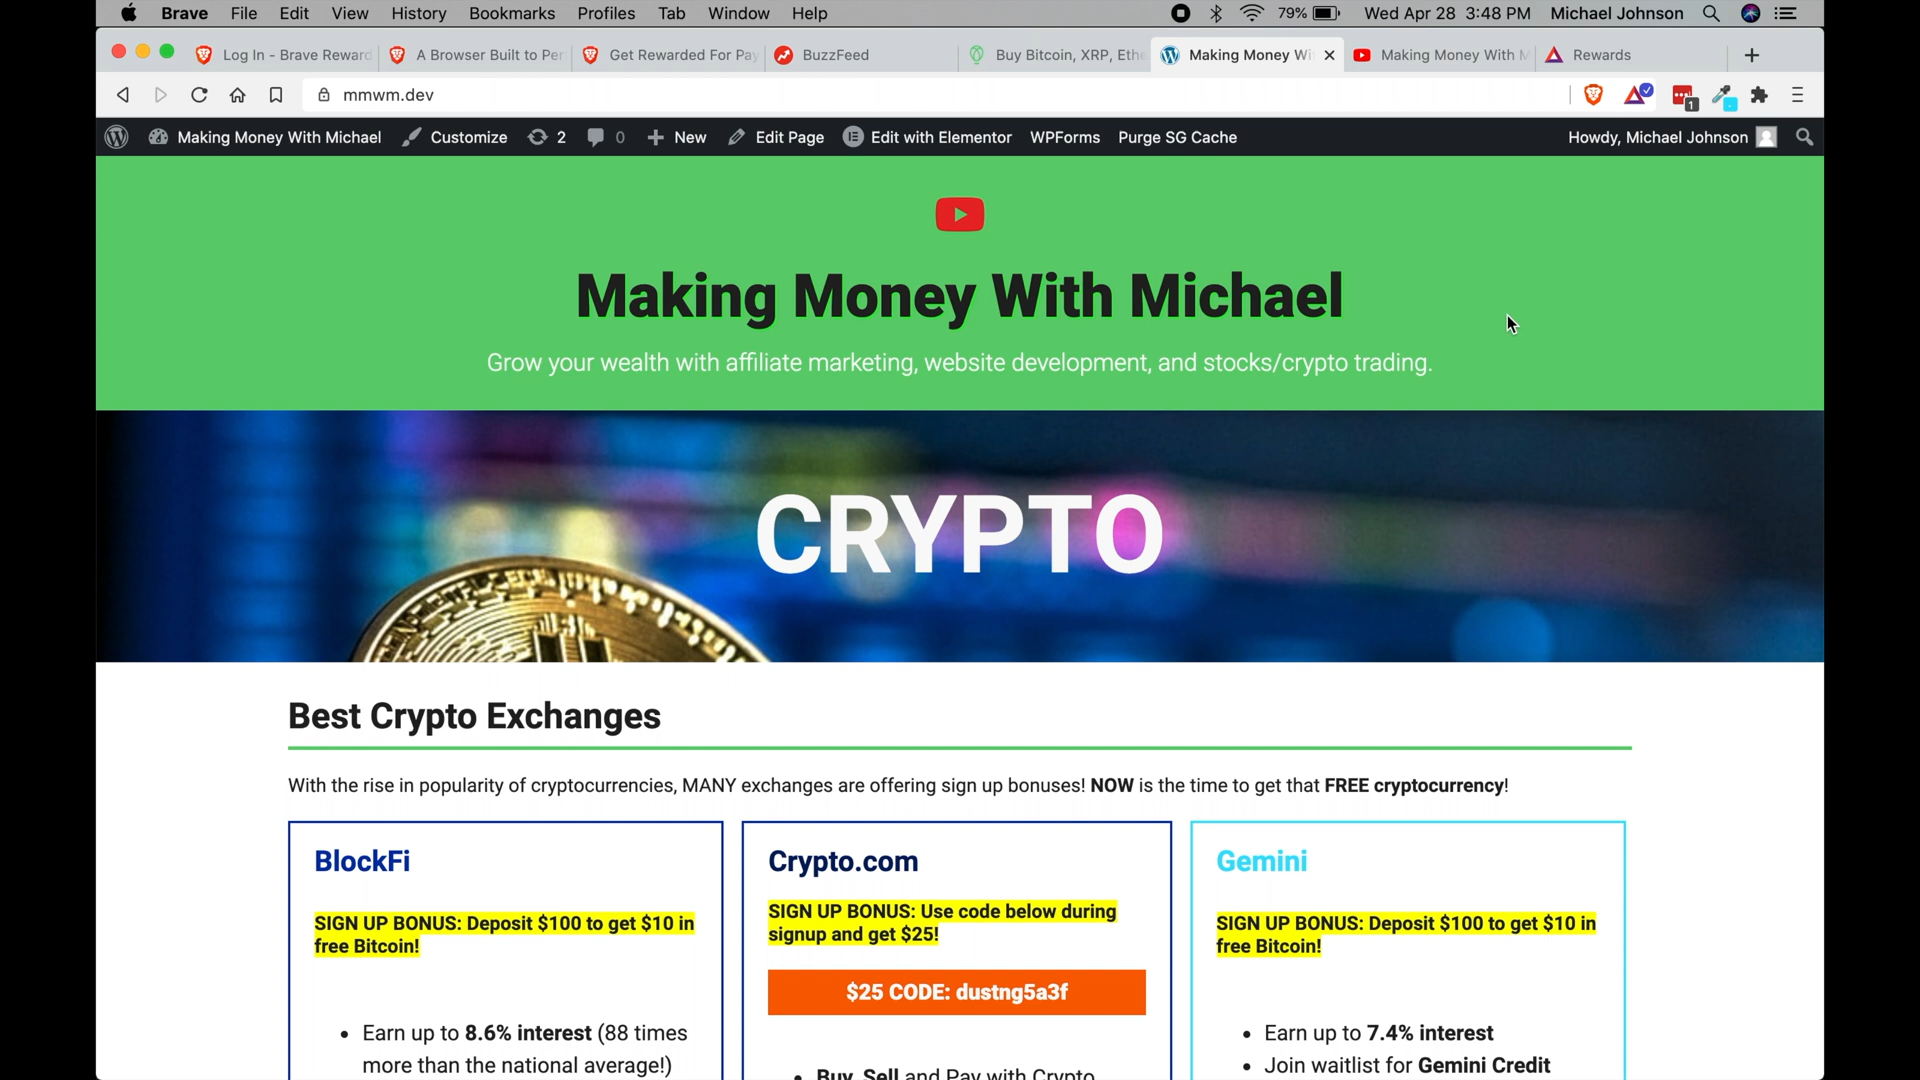 Brave File Edit View History Bookmarks Profiles Tab Window Help 79% Wed Apr 28 3:48 PM Michael Johnson
Log In - Brave Reward A Browser Built to Per Get Rewarded For Pay BuzzFeed Buy Bitcoin, XRP, Ethe Making Money Wi Making Money With M Rewards
mmwm.dev 1
Making Money With Michael Customize 2 0 New Edit Page Edit with Elementor WPForms Purge SG Cache Howdy, Michael Johnson
Making Money With Michael
Grow your wealth with affiliate marketing, website development, and stocks/crypto trading.
CRYPTO
Best Crypto Exchanges
With the rise in popularity of cryptocurrencies, MANY exchanges are offering sign up bonuses! NOW is the time to get that FREE cryptocurrency!
BlockFi
SIGN UP BONUS: Deposit $100 to get $10 in
free Bitcoin!
• Earn up to 8.6% interest (88 times
more than the national average!)
Crypto.com
SIGN UP BONUS: Use code below during
signup and get $25!
$25 CODE: dustng5a3f
• Buy, Sell and Pay with Crypto
Gemini
SIGN UP BONUS: Deposit $100 to get $10 in
free Bitcoin!
• Earn up to 7.4% interest
• Join waitlist for Gemini Credit